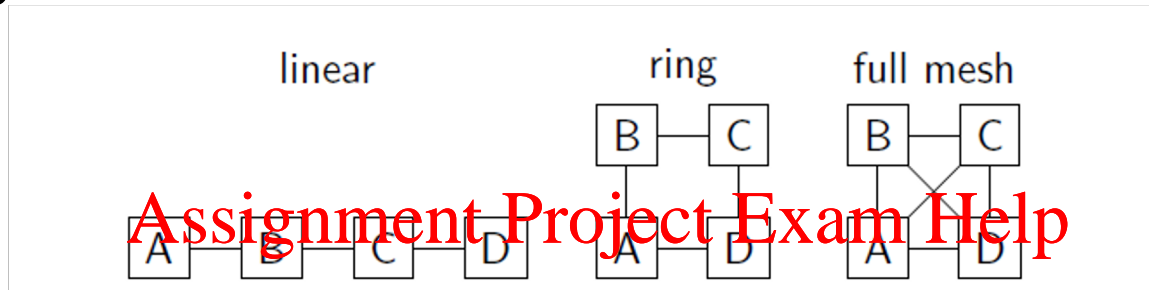 linear ring full mesh
B C B C
Assignment Project Exam Help
A B C D A D A D